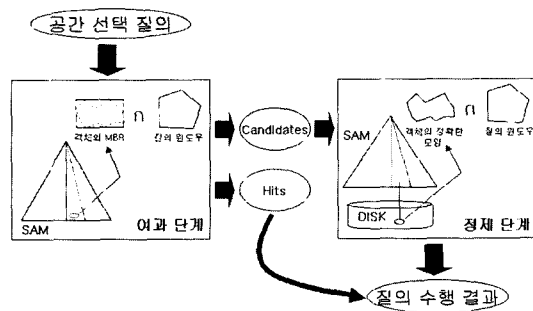 공간 선택 질의
∩
객체의 MBR
질의 윈도우
SAM
여과 단계
Candidates
Hits
∩
SAM
객체의 정확한
모양
질의 윈도우
DISK
정제 단계
질의 수행 결과